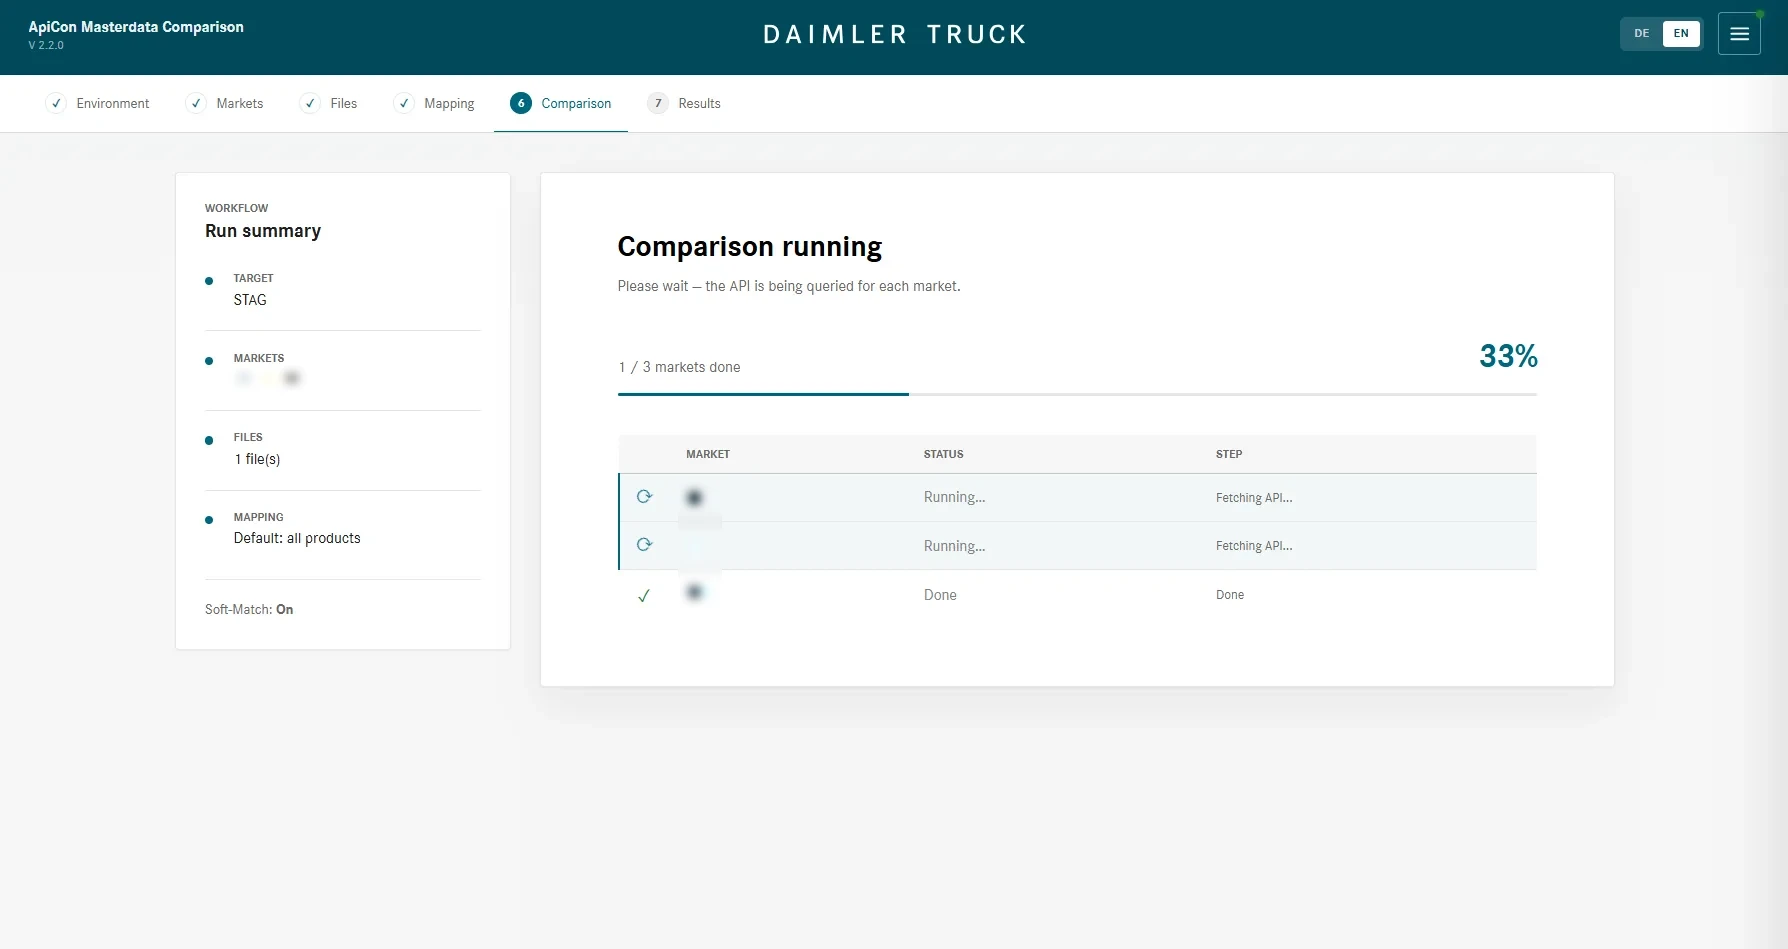 ApiCon Masterdata Comparison
V 2.2.0
DAIMLER TRUCK
DE EN
✓ Environment ✓ Markets ✓ Files ✓ Mapping 6 Comparison 7 Results
WORKFLOW
Run summary
TARGET
STAG
MARKETS
FILES
1 file(s)
MAPPING
Default: all products
Soft-Match: On
Comparison running
Please wait – the API is being queried for each market.
1 / 3 markets done
33%
MARKET STATUS STEP
Running... Fetching API...
Running... Fetching API...
✓ Done Done